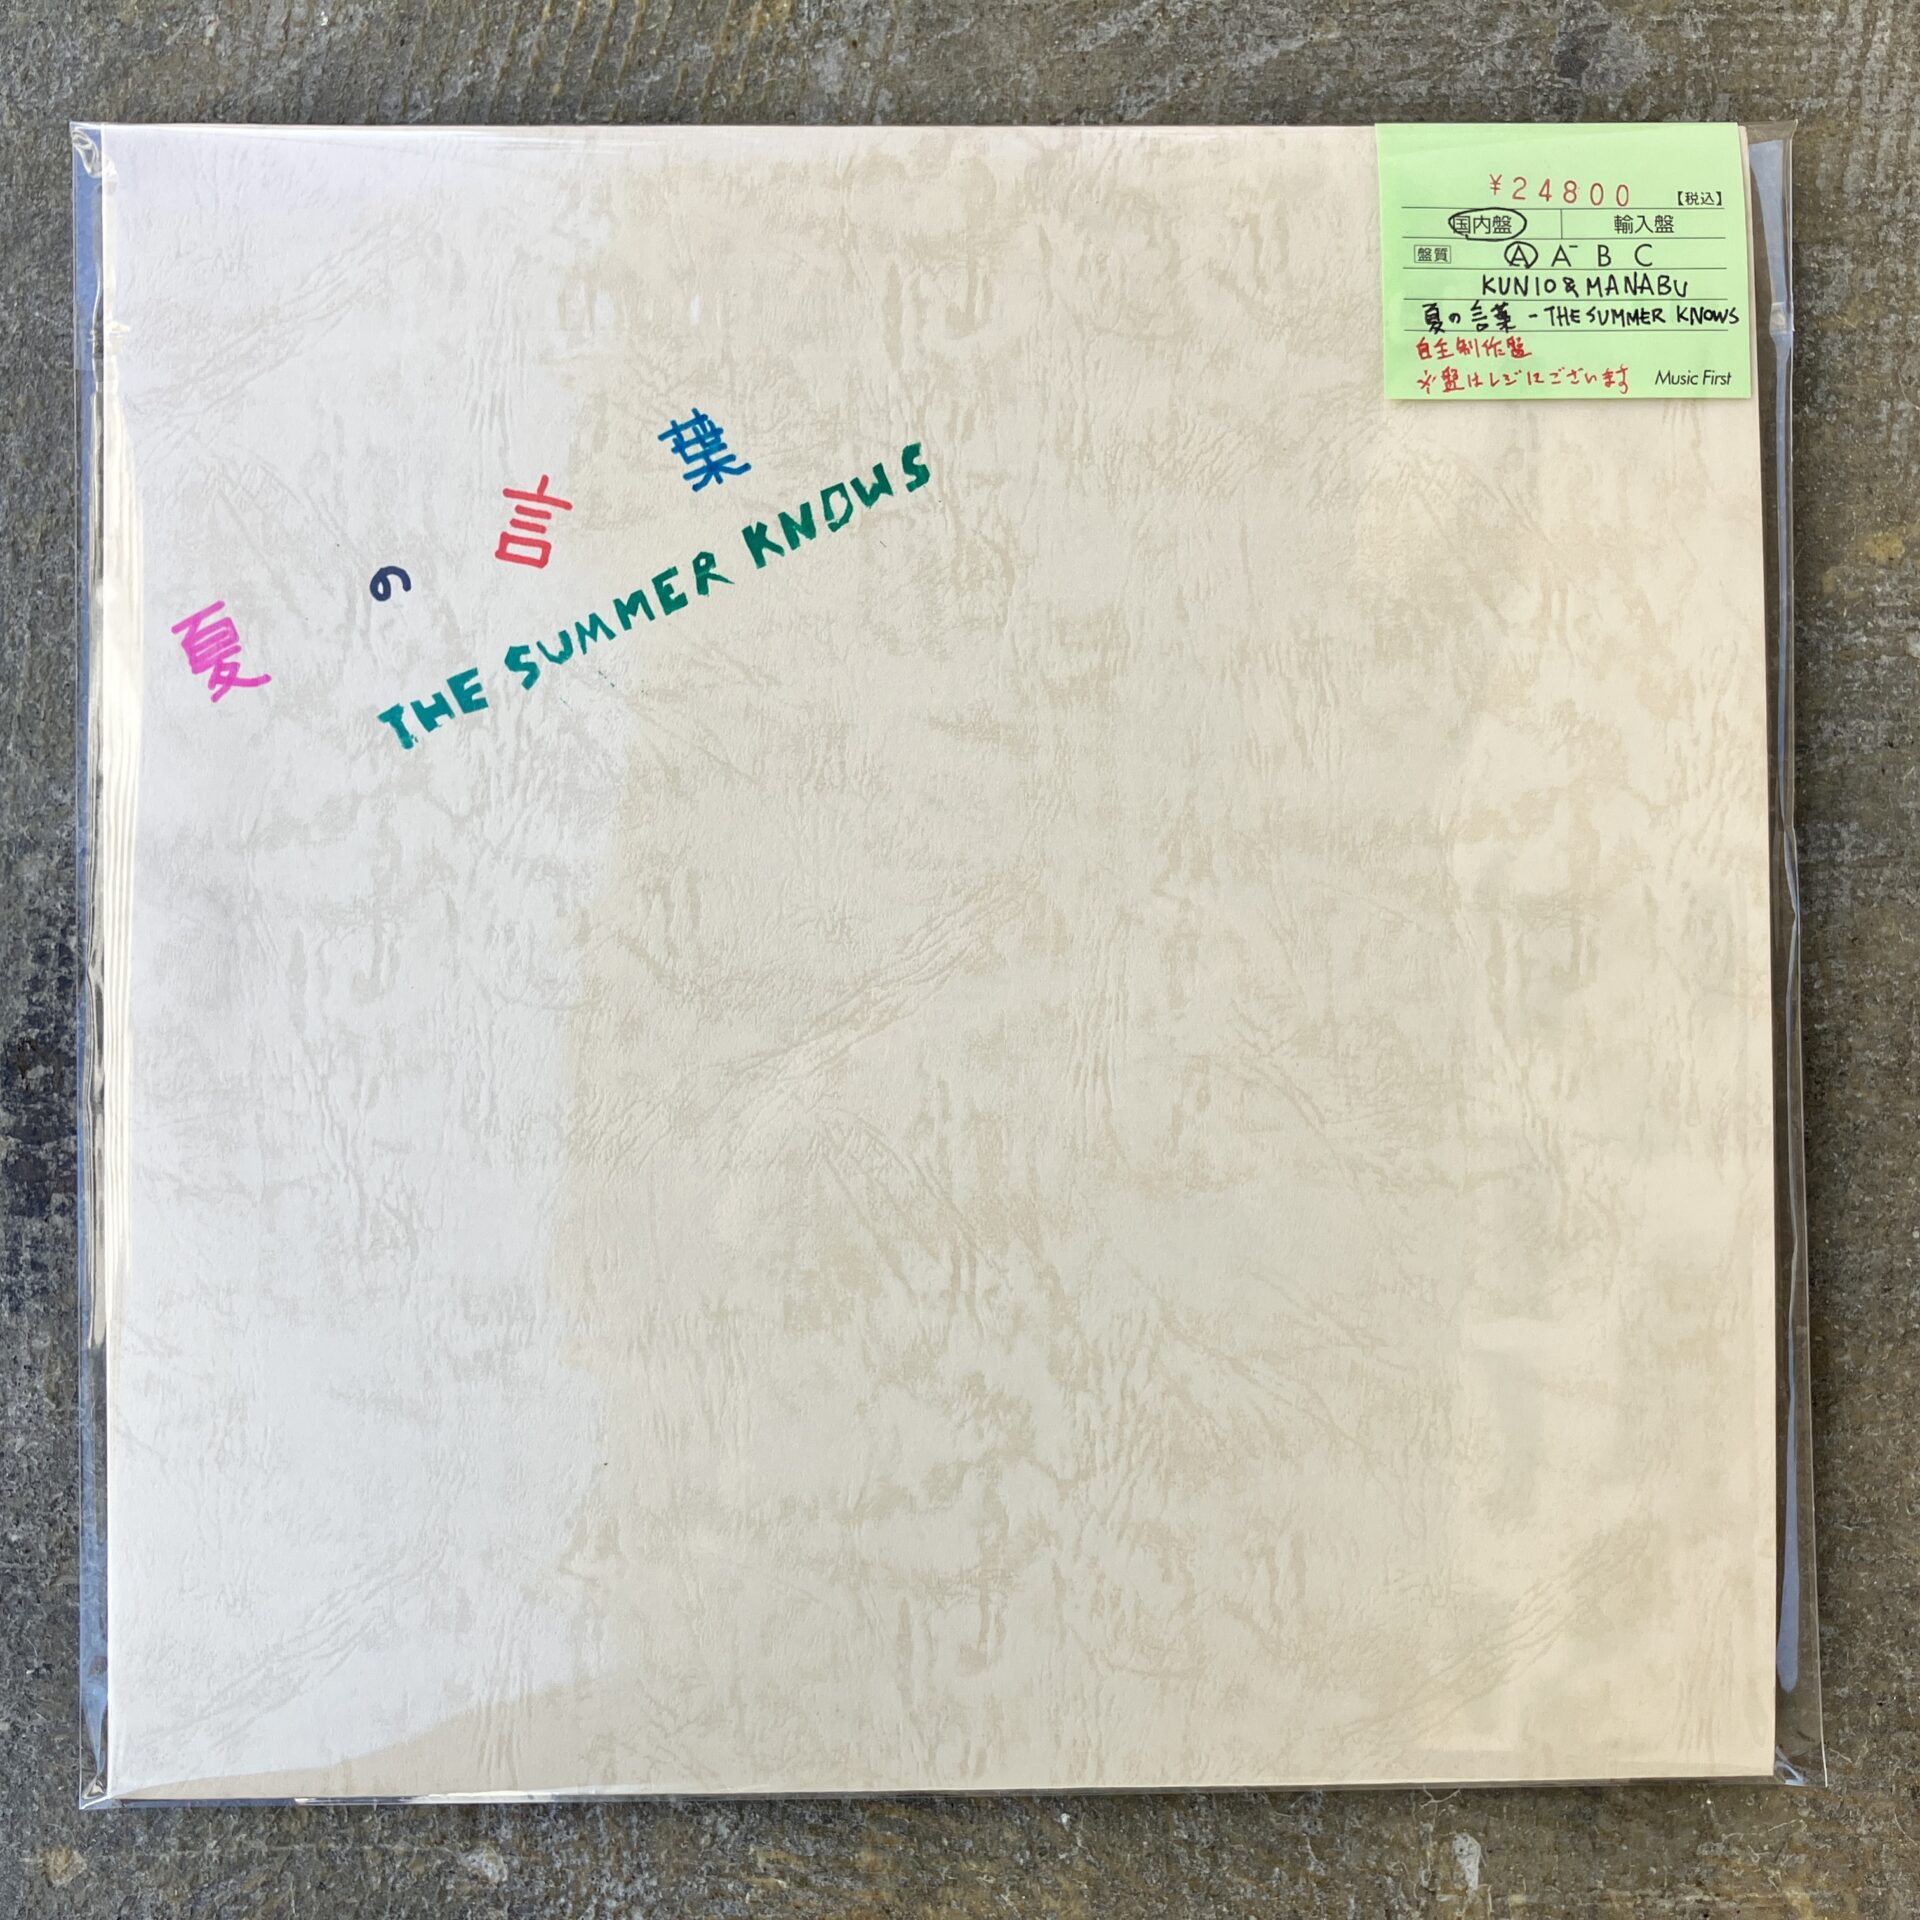 ¥24800 【税込】
国内盤 輸入盤
盤質 A A⁻ B C
KUNIO & MANABU
夏の言葉 - THE SUMMER KNOWS
自主制作盤
※盤はレジにございます Music First
夏の言葉
THE SUMMER KNOWS